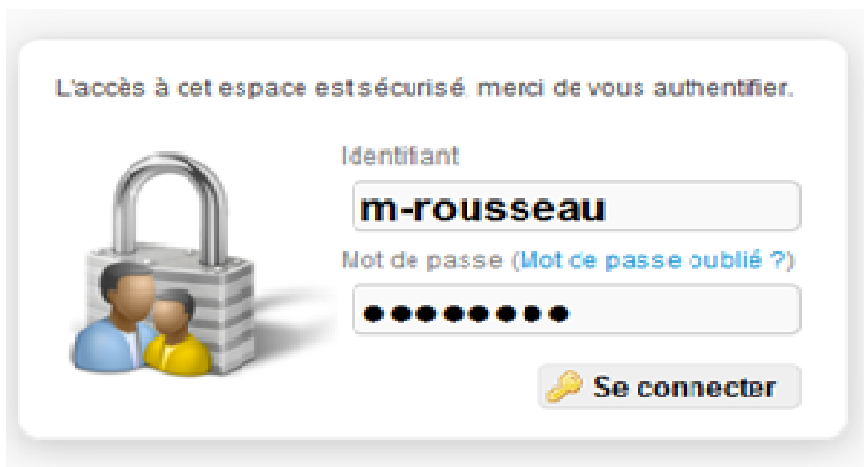 L'accès à cet espace est sécurisé, merci de vous authentifier.
Identifiant
m-rousseau
Mot de passe (Mot de passe oublié ?)
●●●●●●●●
Se connecter